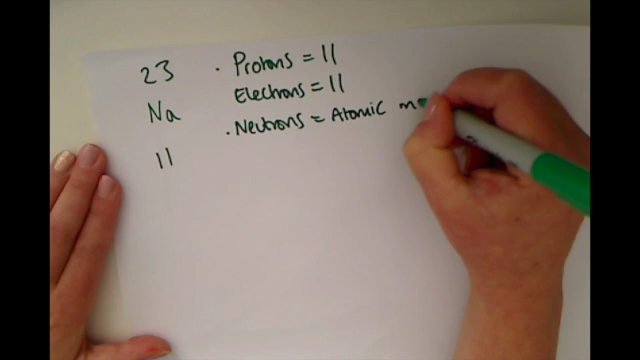 23
Na
11
. Protons = 11
Electrons = 11
. Neutrons = Atomic m